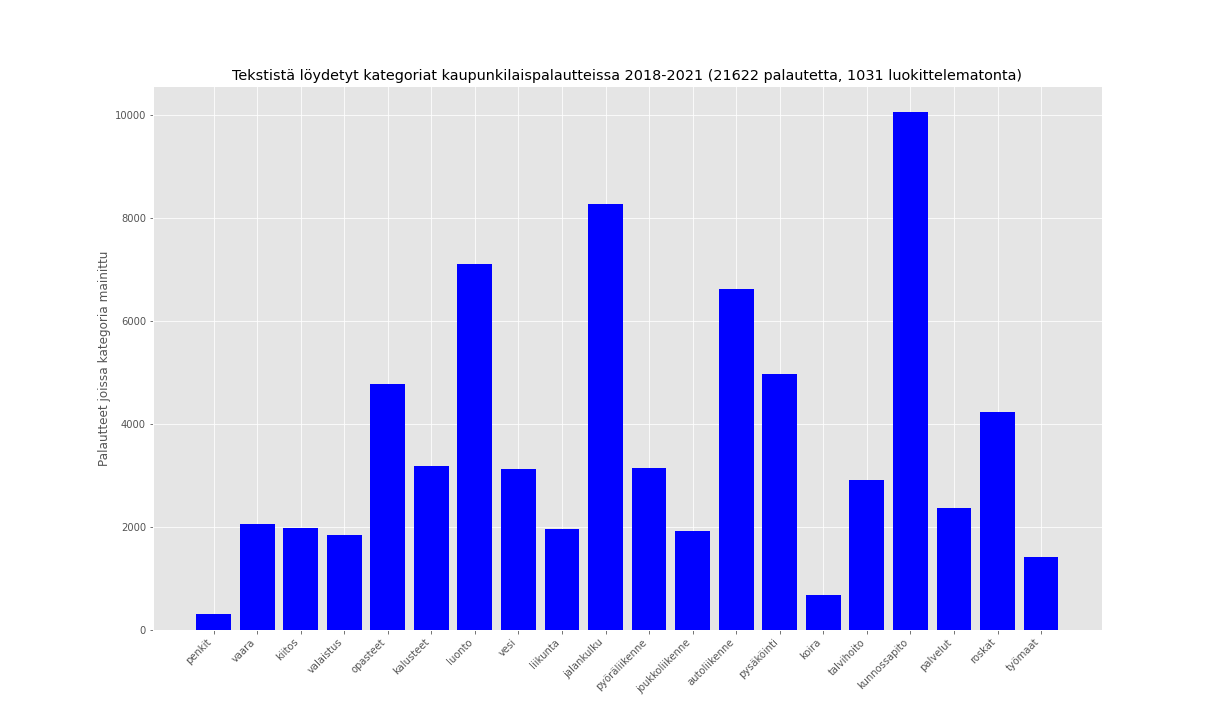 Tekstistä löydetyt kategoriat kaupunkilaispalautteissa 2018-2021 (21622 palautetta, 1031 luokittelematonta)
Palautteet joissa kategoria mainittu
10000
8000
6000
4000
2000
0
penkit
vaara
kiitos
valaistus
opasteet
kalusteet
luonto
vesi
liikunta
jalankulku
pyöräliikenne
joukkoliikenne
autoliikenne
pysäköinti
koira
talvihoito
kunnossapito
palvelut
roskat
työmaat